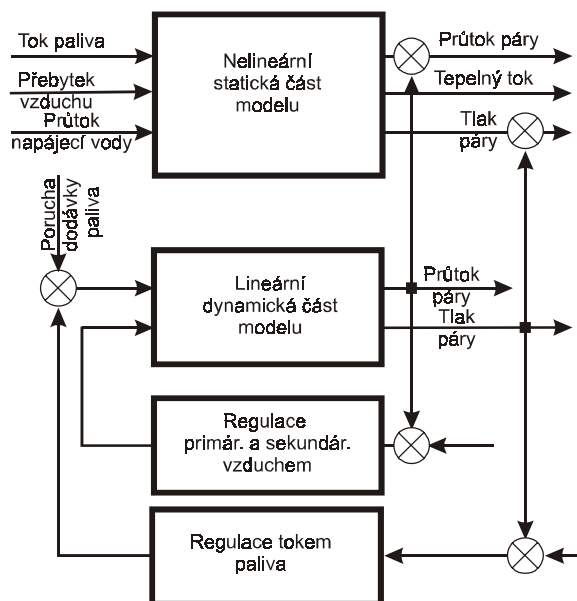 Tok paliva
Přebytek
vzduchu
Průtok
napájecí vody
Nelineární
statická část
modelu
Průtok páry
Tepelný tok
Tlak
páry
Porucha
dodávky
paliva
Lineární
dynamická část
modelu
Průtok
páry
Tlak
páry
Regulace
primár. a sekundár.
vzduchem
Regulace tokem
paliva